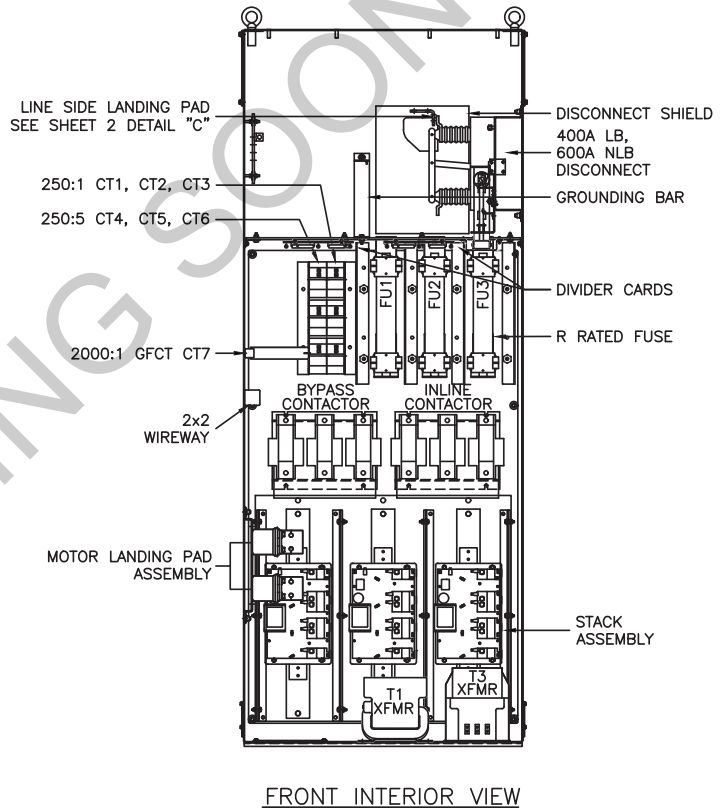 LINE SIDE LANDING PAD
SEE SHEET 2 DETAIL "C"
250:1 CT1, CT2, CT3
250:5 CT4, CT5, CT6
2000:1 GFCT CT7
2x2
WIREWAY
MOTOR LANDING PAD
ASSEMBLY
DISCONNECT SHIELD
400A LB,
600A NLB
DISCONNECT
GROUNDING BAR
DIVIDER CARDS
R RATED FUSE
STACK
ASSEMBLY
FU1
FU2
FU3
BYPASS
CONTACTOR
INLINE
CONTACTOR
T1
XFMR
T3
XFMR
FRONT INTERIOR VIEW
NG SOON